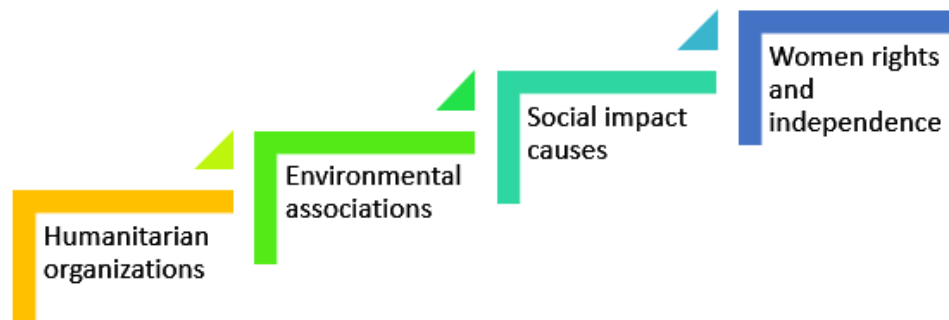 Humanitarian
organizations
Environmental
associations
Social impact
causes
Women rights
and
independence